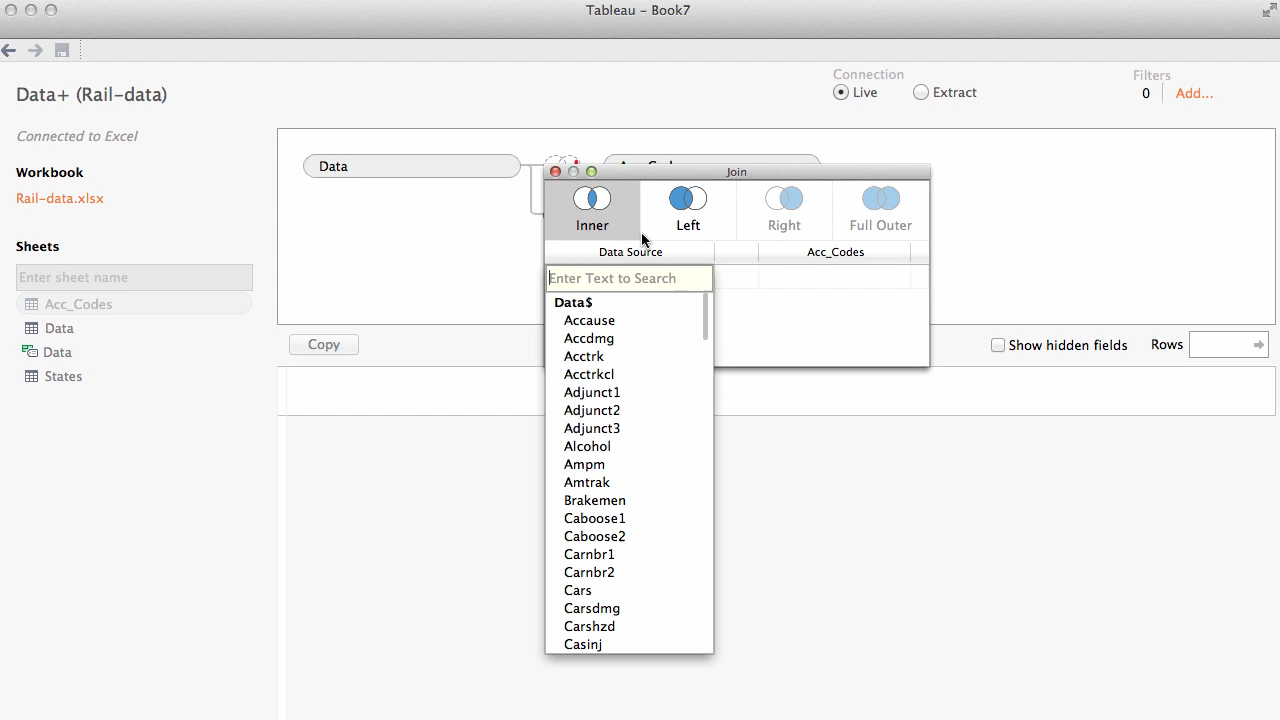 Tableau - Book7
Data+ (Rail-data)
Connection
Live
Extract
Filters
0
Add...
Connected to Excel
Workbook
Rail-data.xlsx
Sheets
Enter sheet name
Acc_Codes
Data
Data
States
Data
Join
Inner
Left
Right
Full Outer
Data Source
Acc_Codes
Enter Text to Search
Data$
Accause
Accdmg
Acctrk
Acctrkcl
Adjunct1
Adjunct2
Adjunct3
Alcohol
Ampm
Amtrak
Brakemen
Caboose1
Caboose2
Carnbr1
Carnbr2
Cars
Carsdmg
Carshzd
Casinj
Copy
Show hidden fields
Rows